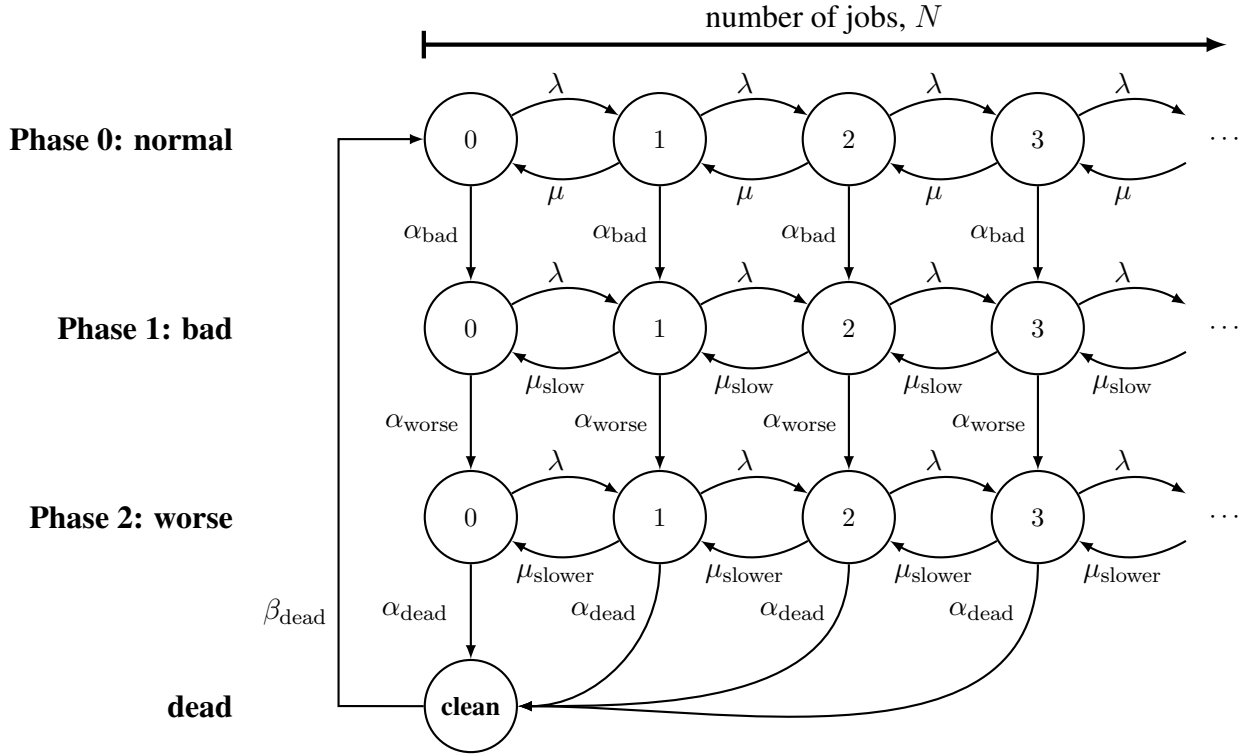 number of jobs, N
λ λ λ λ
Phase 0: normal 0 1 2 3 ···
μ μ μ μ
α_bad α_bad α_bad α_bad
λ λ λ λ
Phase 1: bad 0 1 2 3 ···
μ_slow μ_slow μ_slow μ_slow
α_worse α_worse α_worse α_worse
λ λ λ λ
Phase 2: worse 0 1 2 3 ···
μ_slower μ_slower μ_slower μ_slower
β_dead α_dead α_dead α_dead α_dead
dead clean